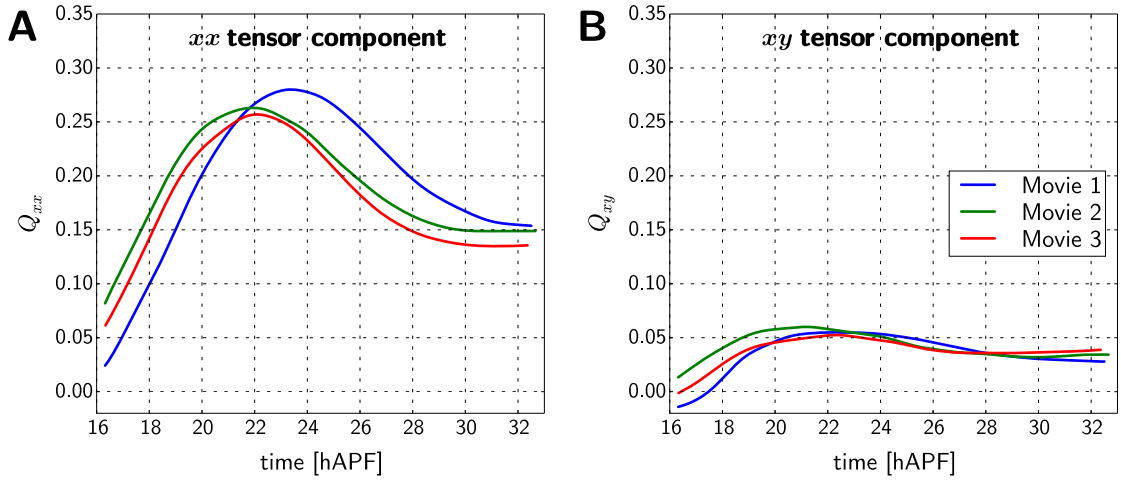 A
xx tensor component
0.35
0.30
0.25
0.20
0.15
0.10
0.05
0.00
Qxx
16 18 20 22 24 26 28 30 32
time [hAPF]
B
xy tensor component
0.35
0.30
0.25
0.20
0.15
0.10
0.05
0.00
Qxy
Movie 1
Movie 2
Movie 3
16 18 20 22 24 26 28 30 32
time [hAPF]